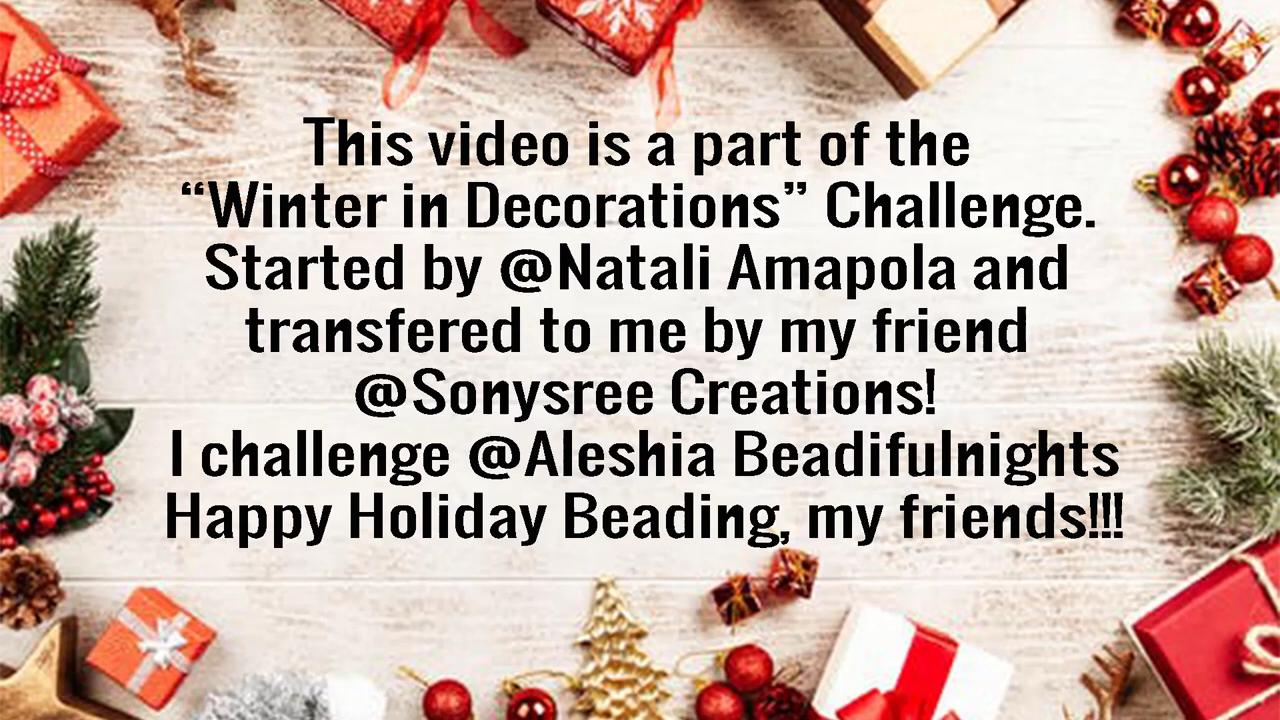 This video is a part of the
“Winter in Decorations” Challenge.
Started by @Natali Amapola and
transfered to me by my friend
@Sonysree Creations!
I challenge @Aleshia Beadifulnights
Happy Holiday Beading, my friends!!!